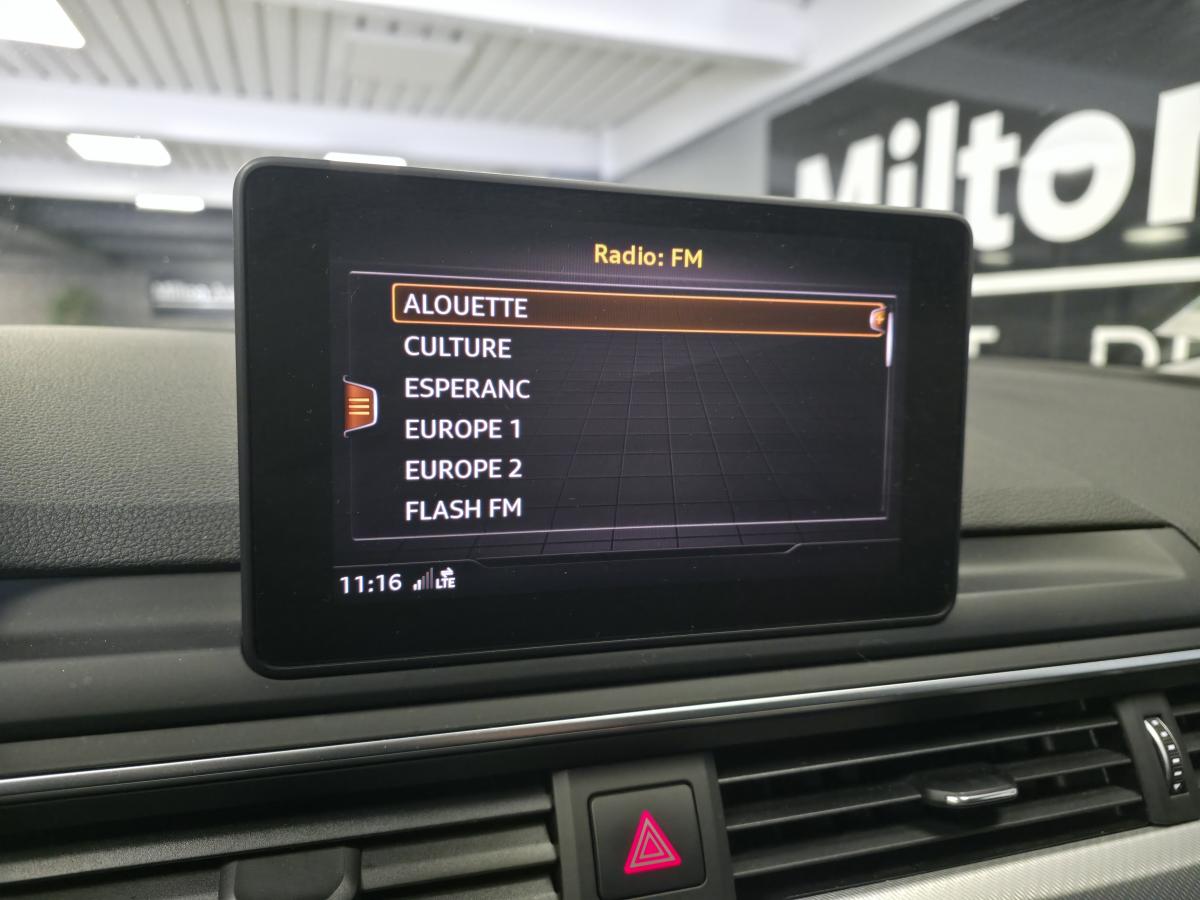 Milto
Radio: FM
ALOUETTE
CULTURE
ESPERANC
EUROPE 1
EUROPE 2
FLASH FM
11:16 LTE